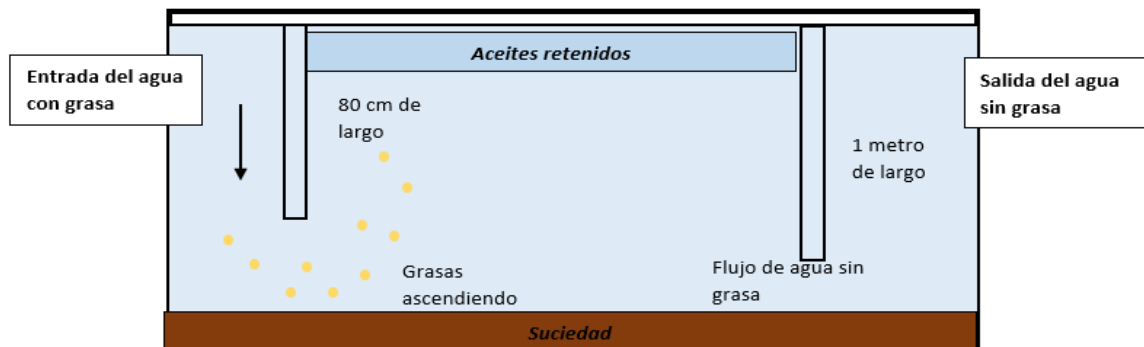 Aceites retenidos
Entrada del agua
con grasa
Salida del agua
sin grasa
80 cm de
largo
1 metro
de largo
Grasas
ascendiendo
Flujo de agua sin
grasa
Suciedad